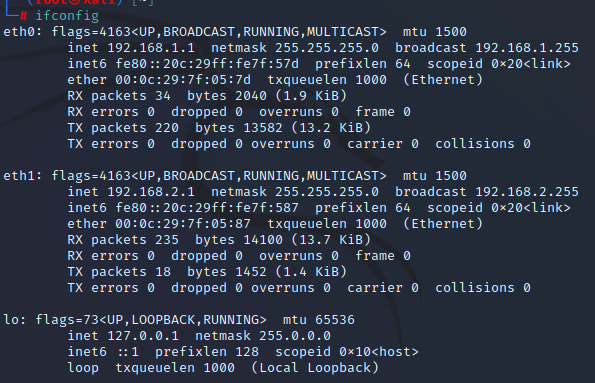 (root㉿kali) [~]
# ifconfig
eth0: flags=4163<UP,BROADCAST,RUNNING,MULTICAST>  mtu 1500
        inet 192.168.1.1  netmask 255.255.255.0  broadcast 192.168.1.255
        inet6 fe80::20c:29ff:fe7f:57d  prefixlen 64  scopeid 0×20<link>
        ether 00:0c:29:7f:05:7d  txqueuelen 1000  (Ethernet)
        RX packets 34  bytes 2040 (1.9 KiB)
        RX errors 0  dropped 0  overruns 0  frame 0
        TX packets 220  bytes 13582 (13.2 KiB)
        TX errors 0  dropped 0 overruns 0  carrier 0  collisions 0
eth1: flags=4163<UP,BROADCAST,RUNNING,MULTICAST>  mtu 1500
        inet 192.168.2.1  netmask 255.255.255.0  broadcast 192.168.2.255
        inet6 fe80::20c:29ff:fe7f:587  prefixlen 64  scopeid 0×20<link>
        ether 00:0c:29:7f:05:87  txqueuelen 1000  (Ethernet)
        RX packets 235  bytes 14100 (13.7 KiB)
        RX errors 0  dropped 0  overruns 0  frame 0
        TX packets 18  bytes 1452 (1.4 KiB)
        TX errors 0  dropped 0 overruns 0  carrier 0  collisions 0
lo: flags=73<UP,LOOPBACK,RUNNING>  mtu 65536
        inet 127.0.0.1  netmask 255.0.0.0
        inet6 ::1  prefixlen 128  scopeid 0×10<host>
        loop  txqueuelen 1000  (Local Loopback)